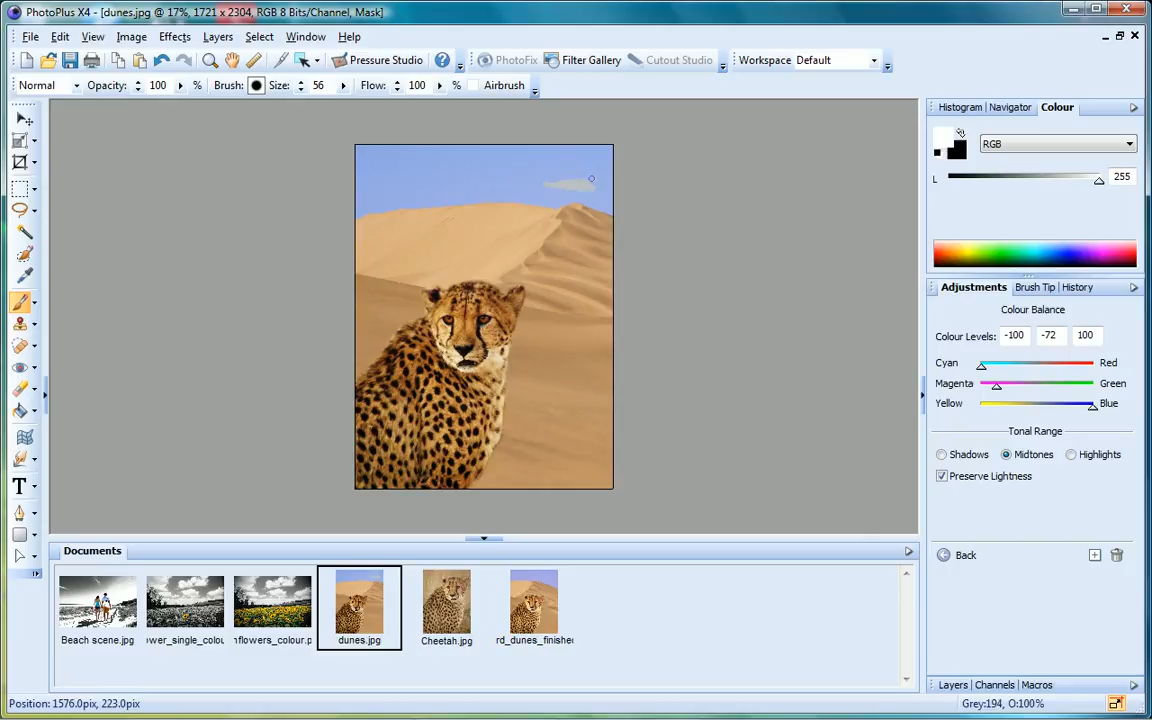 PhotoPlus X4 - [dunes.jpg @ 17%, 1721 x 2304, RGB 8 Bits/Channel, Mask]
File Edit View Image Effects Layers Select Window Help
Pressure Studio PhotoFix Filter Gallery Cutout Studio Workspace Default
Normal Opacity: 100 % Brush: Size: 56 Flow: 100 % Airbrush
Histogram Navigator Colour
RGB
L 255
Adjustments Brush Tip History
Colour Balance
Colour Levels: -100 -72 100
Cyan Red
Magenta Green
Yellow Blue
Tonal Range
Shadows Midtones Highlights
Preserve Lightness
Back
T
Documents
Beach scene.jpg ower_single_colou nflowers_colour.p dunes.jpg Cheetah.jpg rd_dunes_finished
Layers Channels Macros
Position: 1576.0pix, 223.0pix Grey:194, O:100%